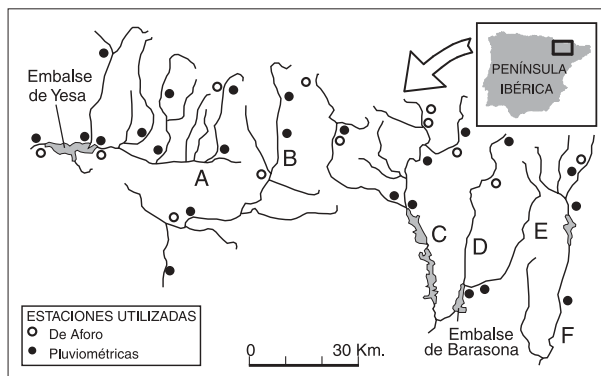 Embalse
de Yesa
PENÍNSULA
IBÉRICA
A
B
C
D
E
F
ESTACIONES UTILIZADAS
De Aforo
Pluviométricas
0 30 Km.
Embalse
de Barasona